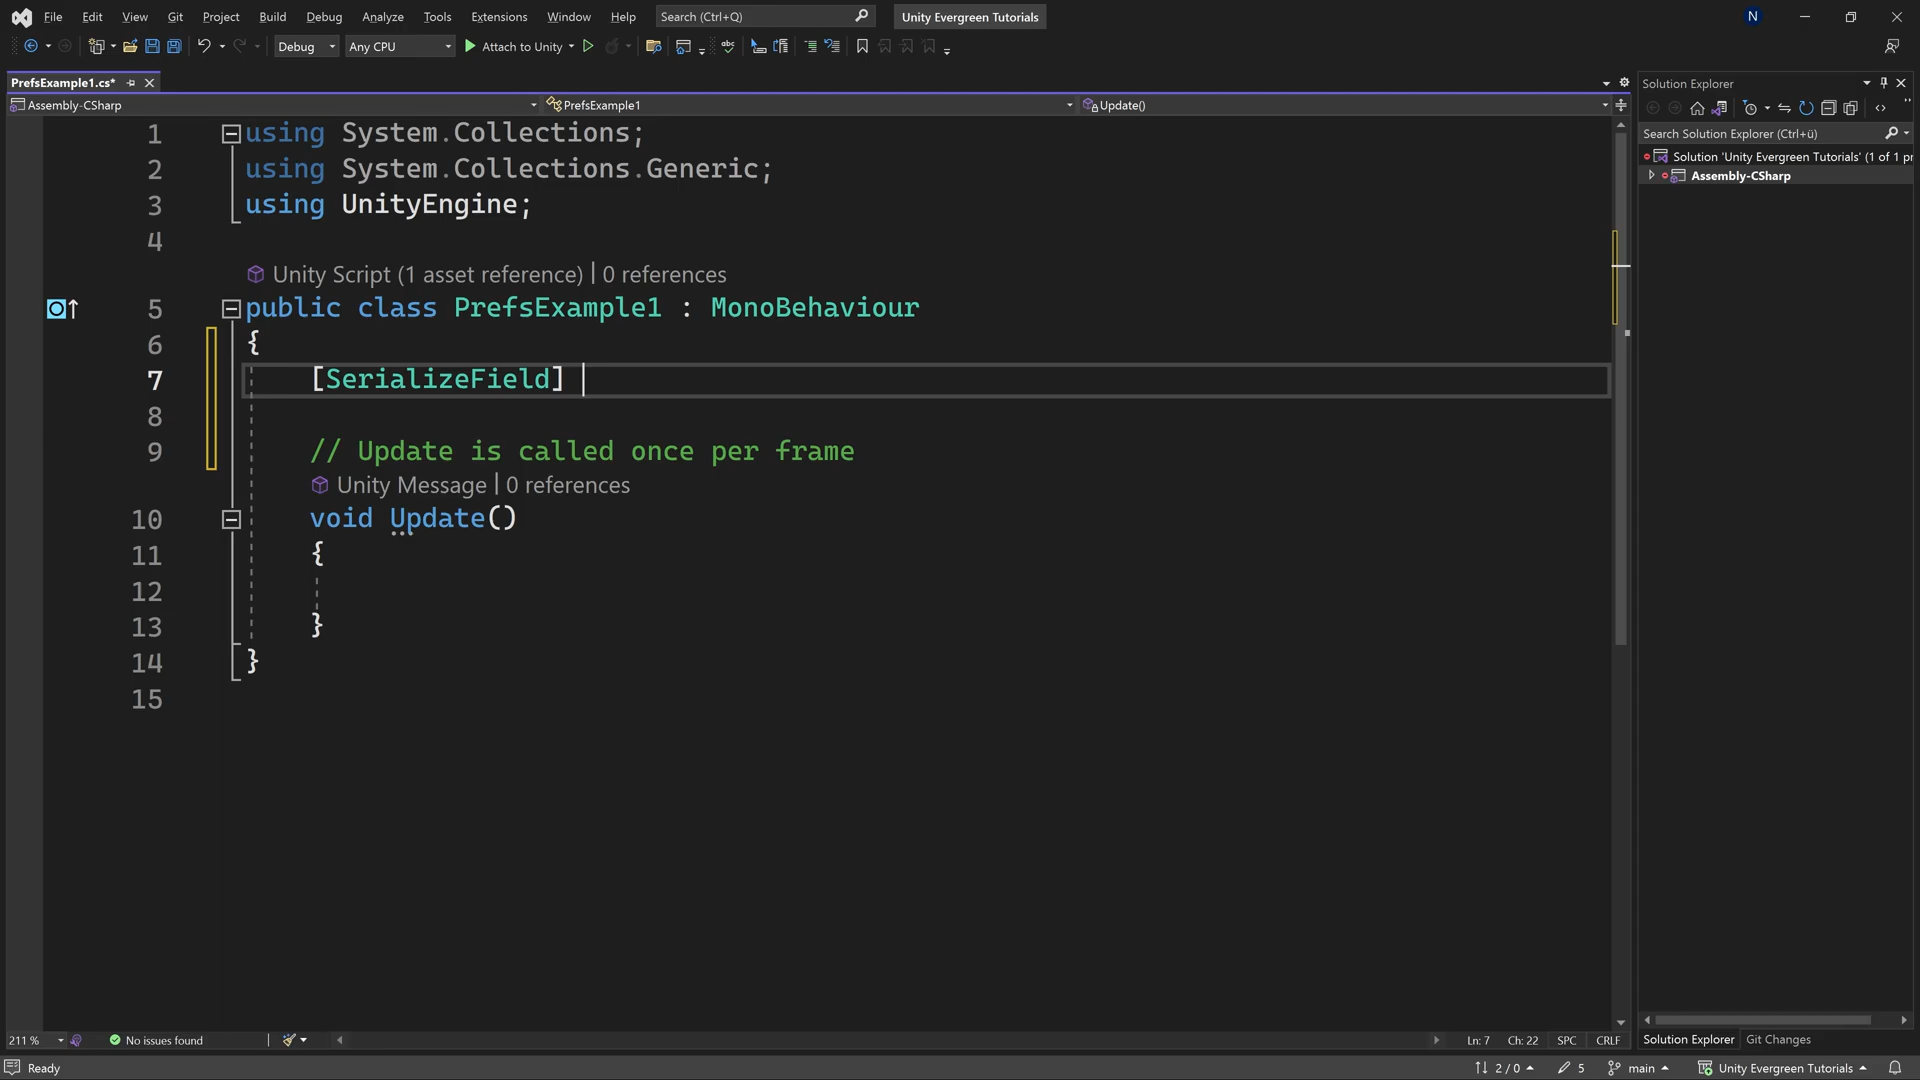 File Edit View Git Project Build Debug Analyze Tools Extensions Window Help Search (Ctrl+Q) Unity Evergreen Tutorials N
Debug Any CPU Attach to Unity
PrefsExample1.cs*
Assembly-CSharp PrefsExample1 Update()
1 using System.Collections;
2 using System.Collections.Generic;
3 using UnityEngine;
4
Unity Script (1 asset reference) | 0 references
5 public class PrefsExample1 : MonoBehaviour
6 {
7 [SerializeField]
8
9 // Update is called once per frame
Unity Message | 0 references
10 void Update()
11 {
12
13 }
14 }
15
211 % No issues found Ln: 7 Ch: 22 SPC CRLF
Ready 2 / 0 5 main Unity Evergreen Tutorials
Solution Explorer
Search Solution Explorer (Ctrl+ü)
Solution 'Unity Evergreen Tutorials' (1 of 1 pr
Assembly-CSharp
Solution Explorer Git Changes